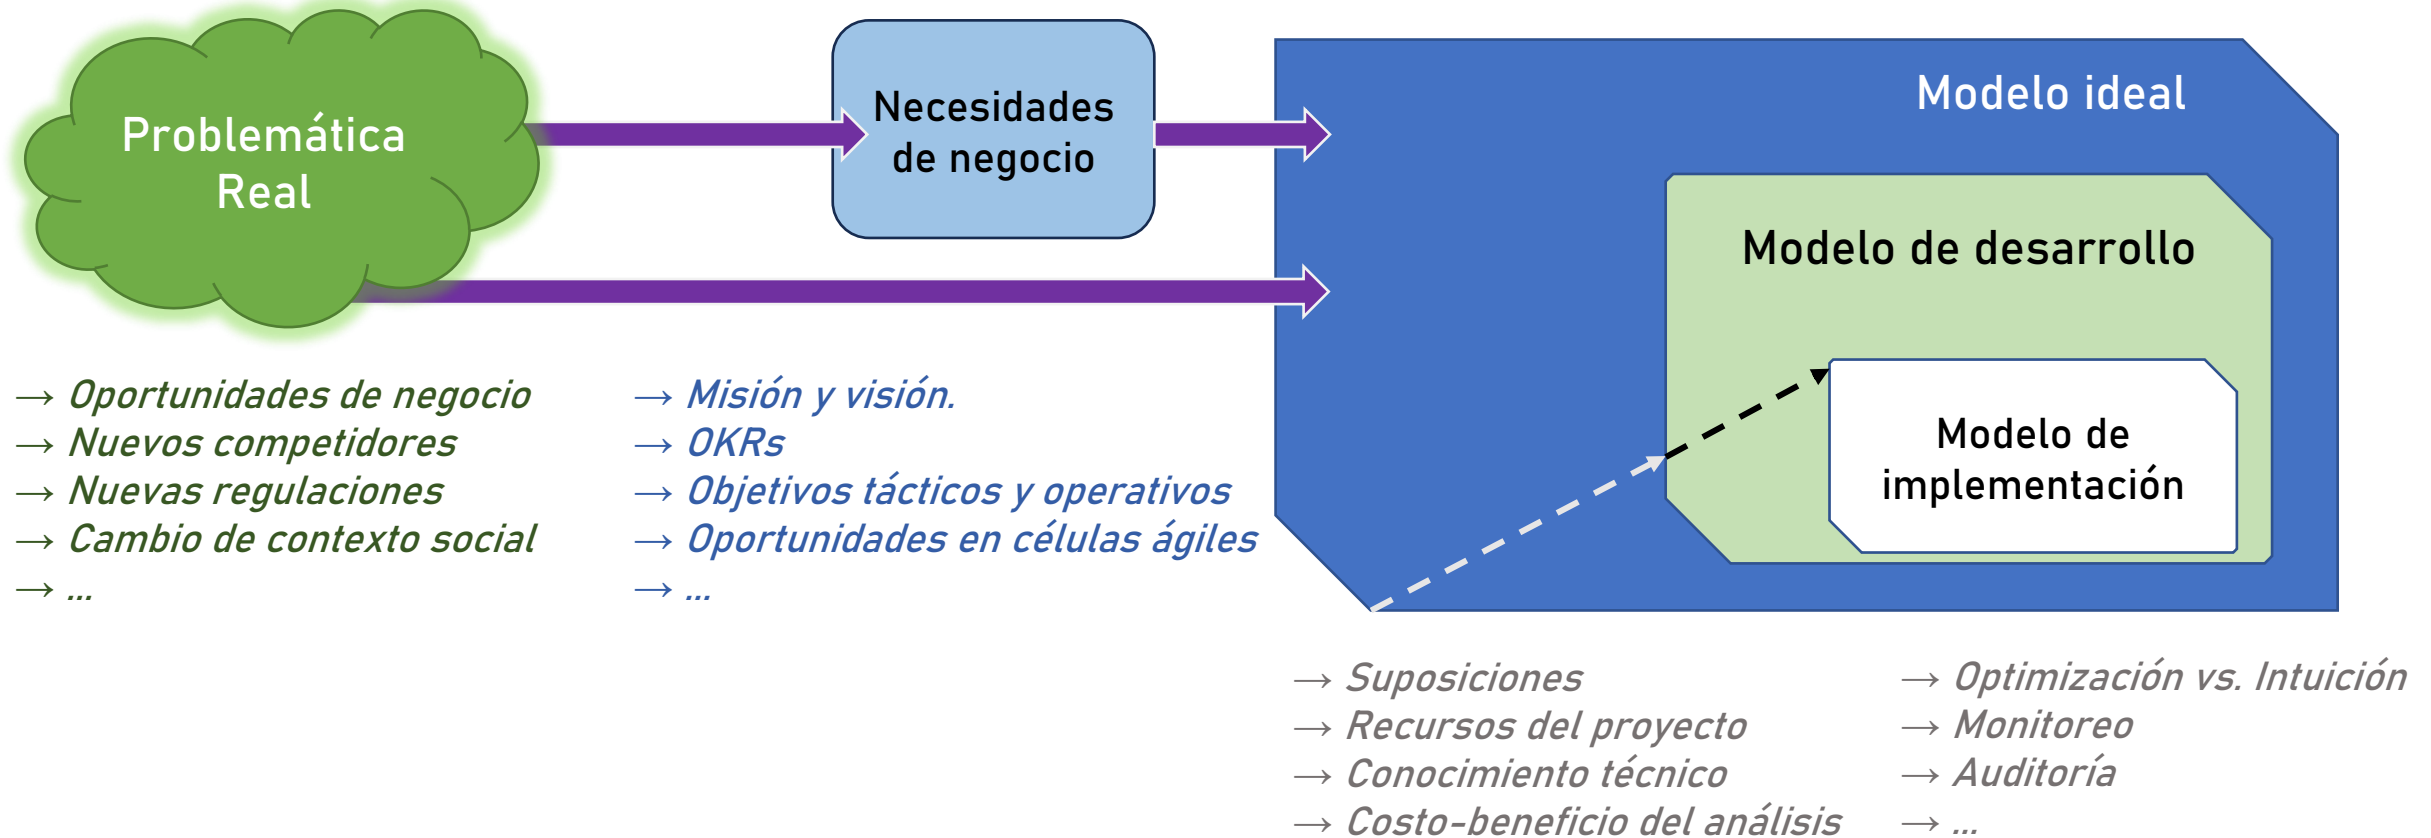 Problemática
Real
Necesidades
de negocio
Modelo ideal
Modelo de desarrollo
Modelo de
implementación
→ Oportunidades de negocio
→ Nuevos competidores
→ Nuevas regulaciones
→ Cambio de contexto social
→ ...
→ Misión y visión.
→ OKRs
→ Objetivos tácticos y operativos
→ Oportunidades en células ágiles
→ ...
→ Suposiciones
→ Recursos del proyecto
→ Conocimiento técnico
→ Costo-beneficio del análisis
→ Optimización vs. Intuición
→ Monitoreo
→ Auditoría
→ ...